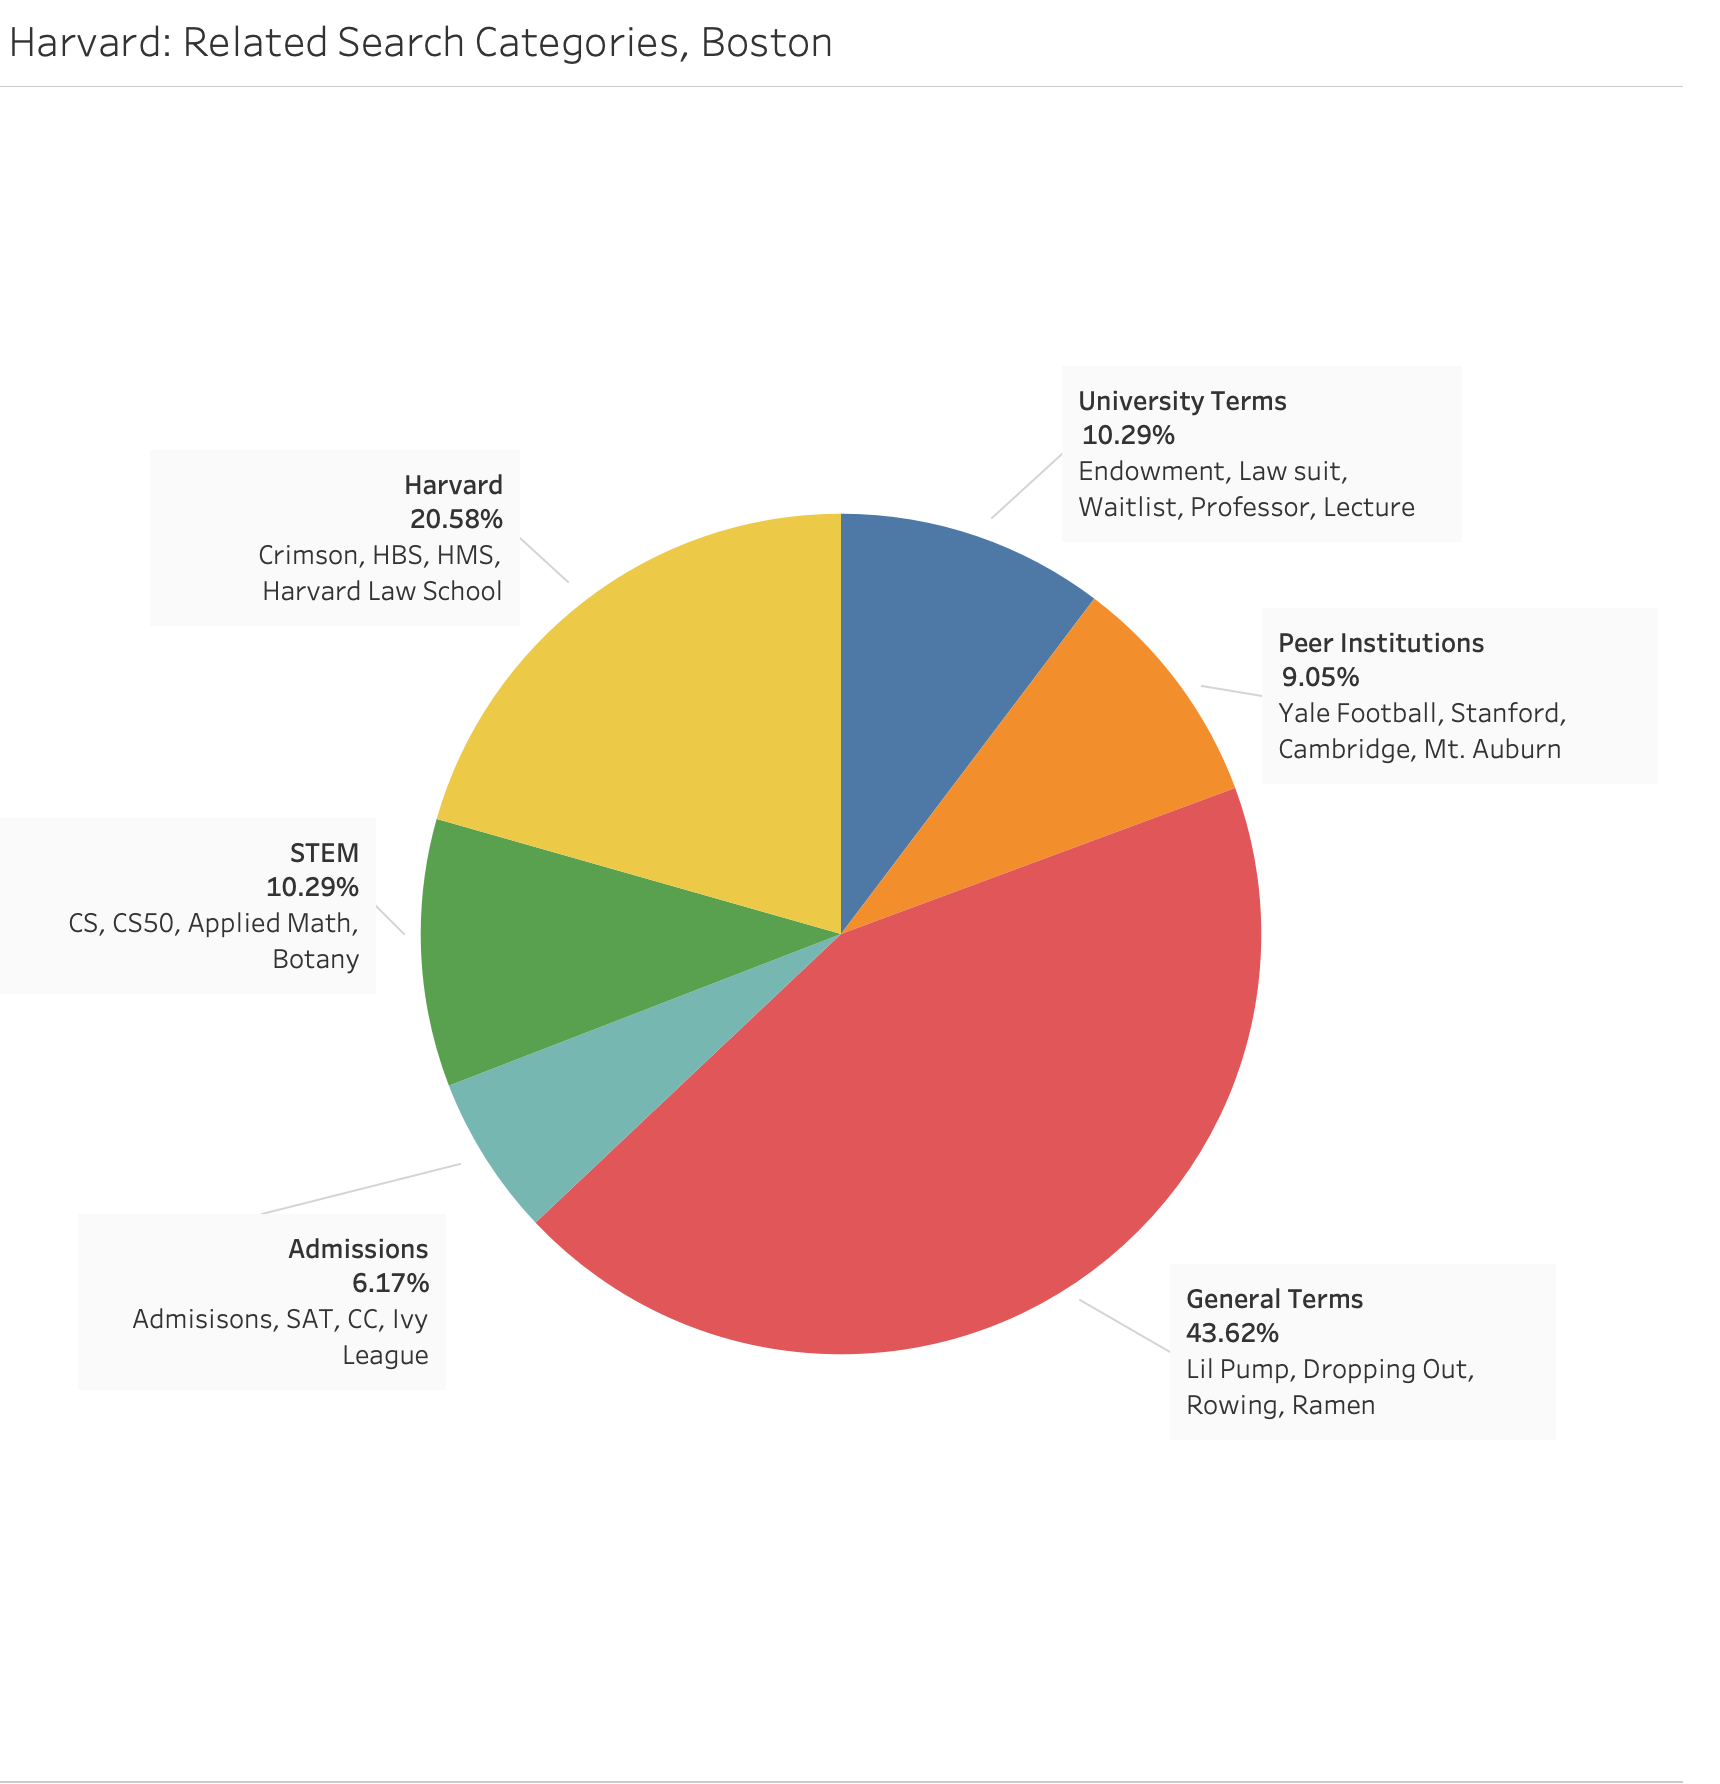 Harvard: Related Search Categories, Boston
University Terms
10.29%
Endowment, Law suit,
Waitlist, Professor, Lecture
Harvard
20.58%
Crimson, HBS, HMS,
Harvard Law School
Peer Institutions
9.05%
Yale Football, Stanford,
Cambridge, Mt. Auburn
STEM
10.29%
CS, CS50, Applied Math,
Botany
Admissions
6.17%
Admisisons, SAT, CC, Ivy
League
General Terms
43.62%
Lil Pump, Dropping Out,
Rowing, Ramen